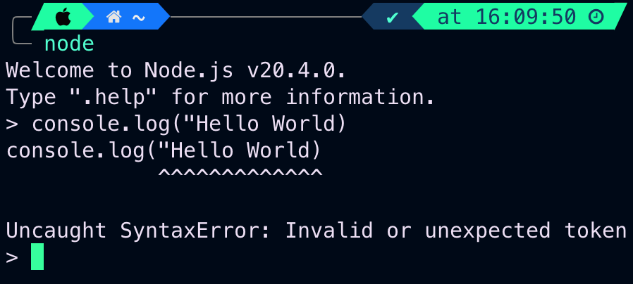 ~ ✔ at 16:09:50
node
Welcome to Node.js v20.4.0.
Type ".help" for more information.
> console.log("Hello World)
console.log("Hello World)
            ^^^^^^^^^^^^^
Uncaught SyntaxError: Invalid or unexpected token
>